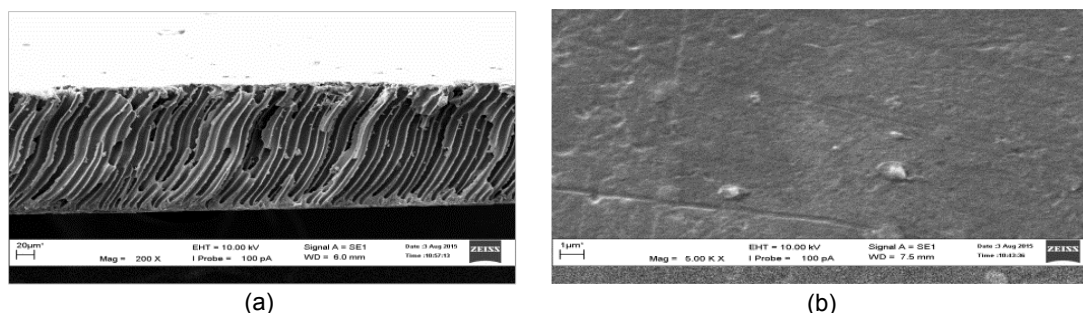 20µm*
EHT = 10.00 kV
Signal A = SE1
Date :3 Aug 2015
ZEISS
Mag = 200 X
I Probe = 100 pA
WD = 6.0 mm
Time :10:57:13
1µm*
EHT = 10.00 kV
Signal A = SE1
Date :3 Aug 2015
ZEISS
Mag = 5.00 K X
I Probe = 100 pA
WD = 7.5 mm
Time :10:43:36
(a)
(b)